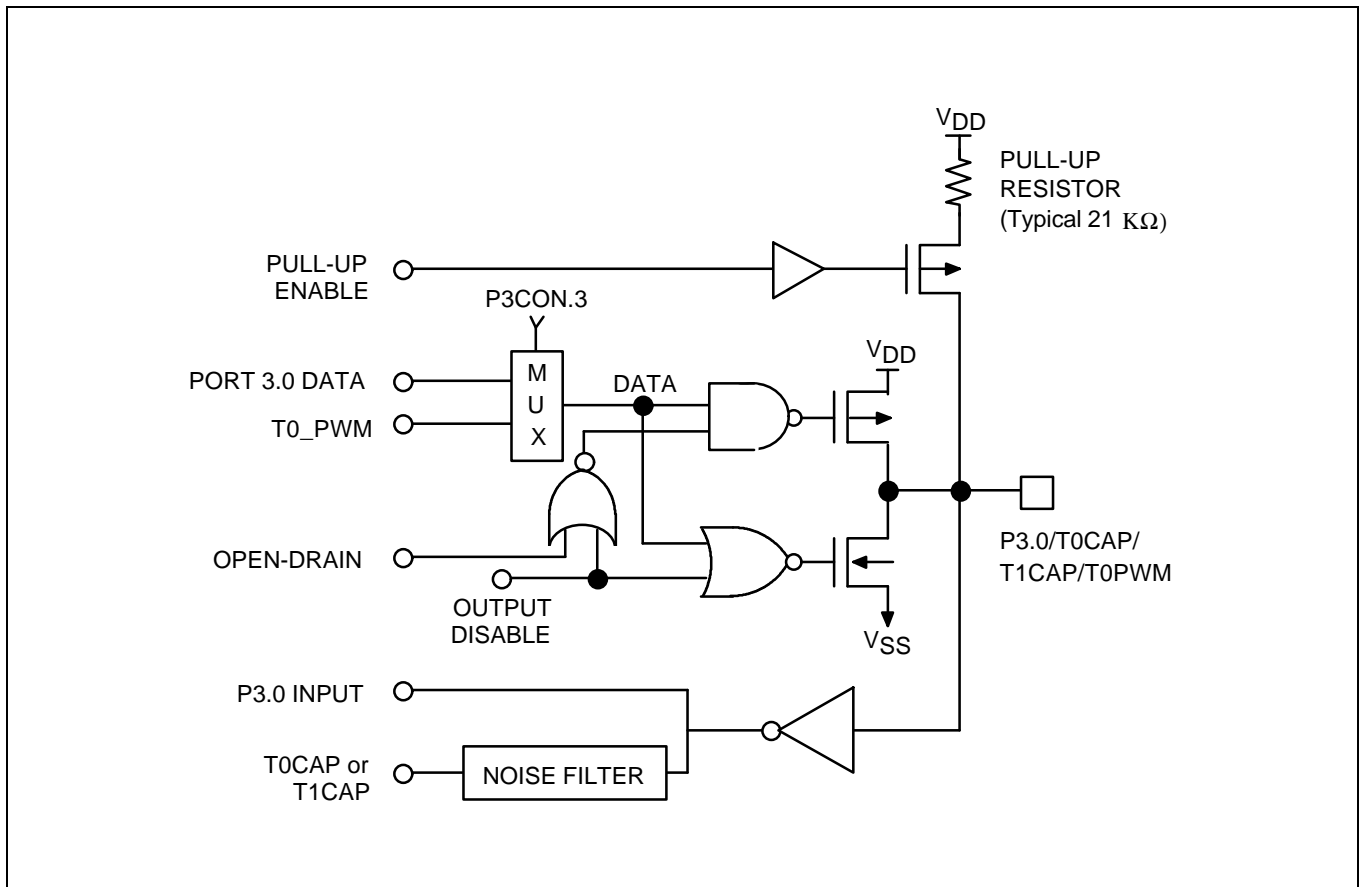 VDD
PULL-UP
RESISTOR
(Typical 21 KΩ)
PULL-UP
ENABLE
P3CON.3
VDD
PORT 3.0 DATA
M
U
X
DATA
T0_PWM
OPEN-DRAIN
OUTPUT
DISABLE
P3.0/T0CAP/
T1CAP/T0PWM
VSS
P3.0 INPUT
T0CAP or
T1CAP
NOISE FILTER